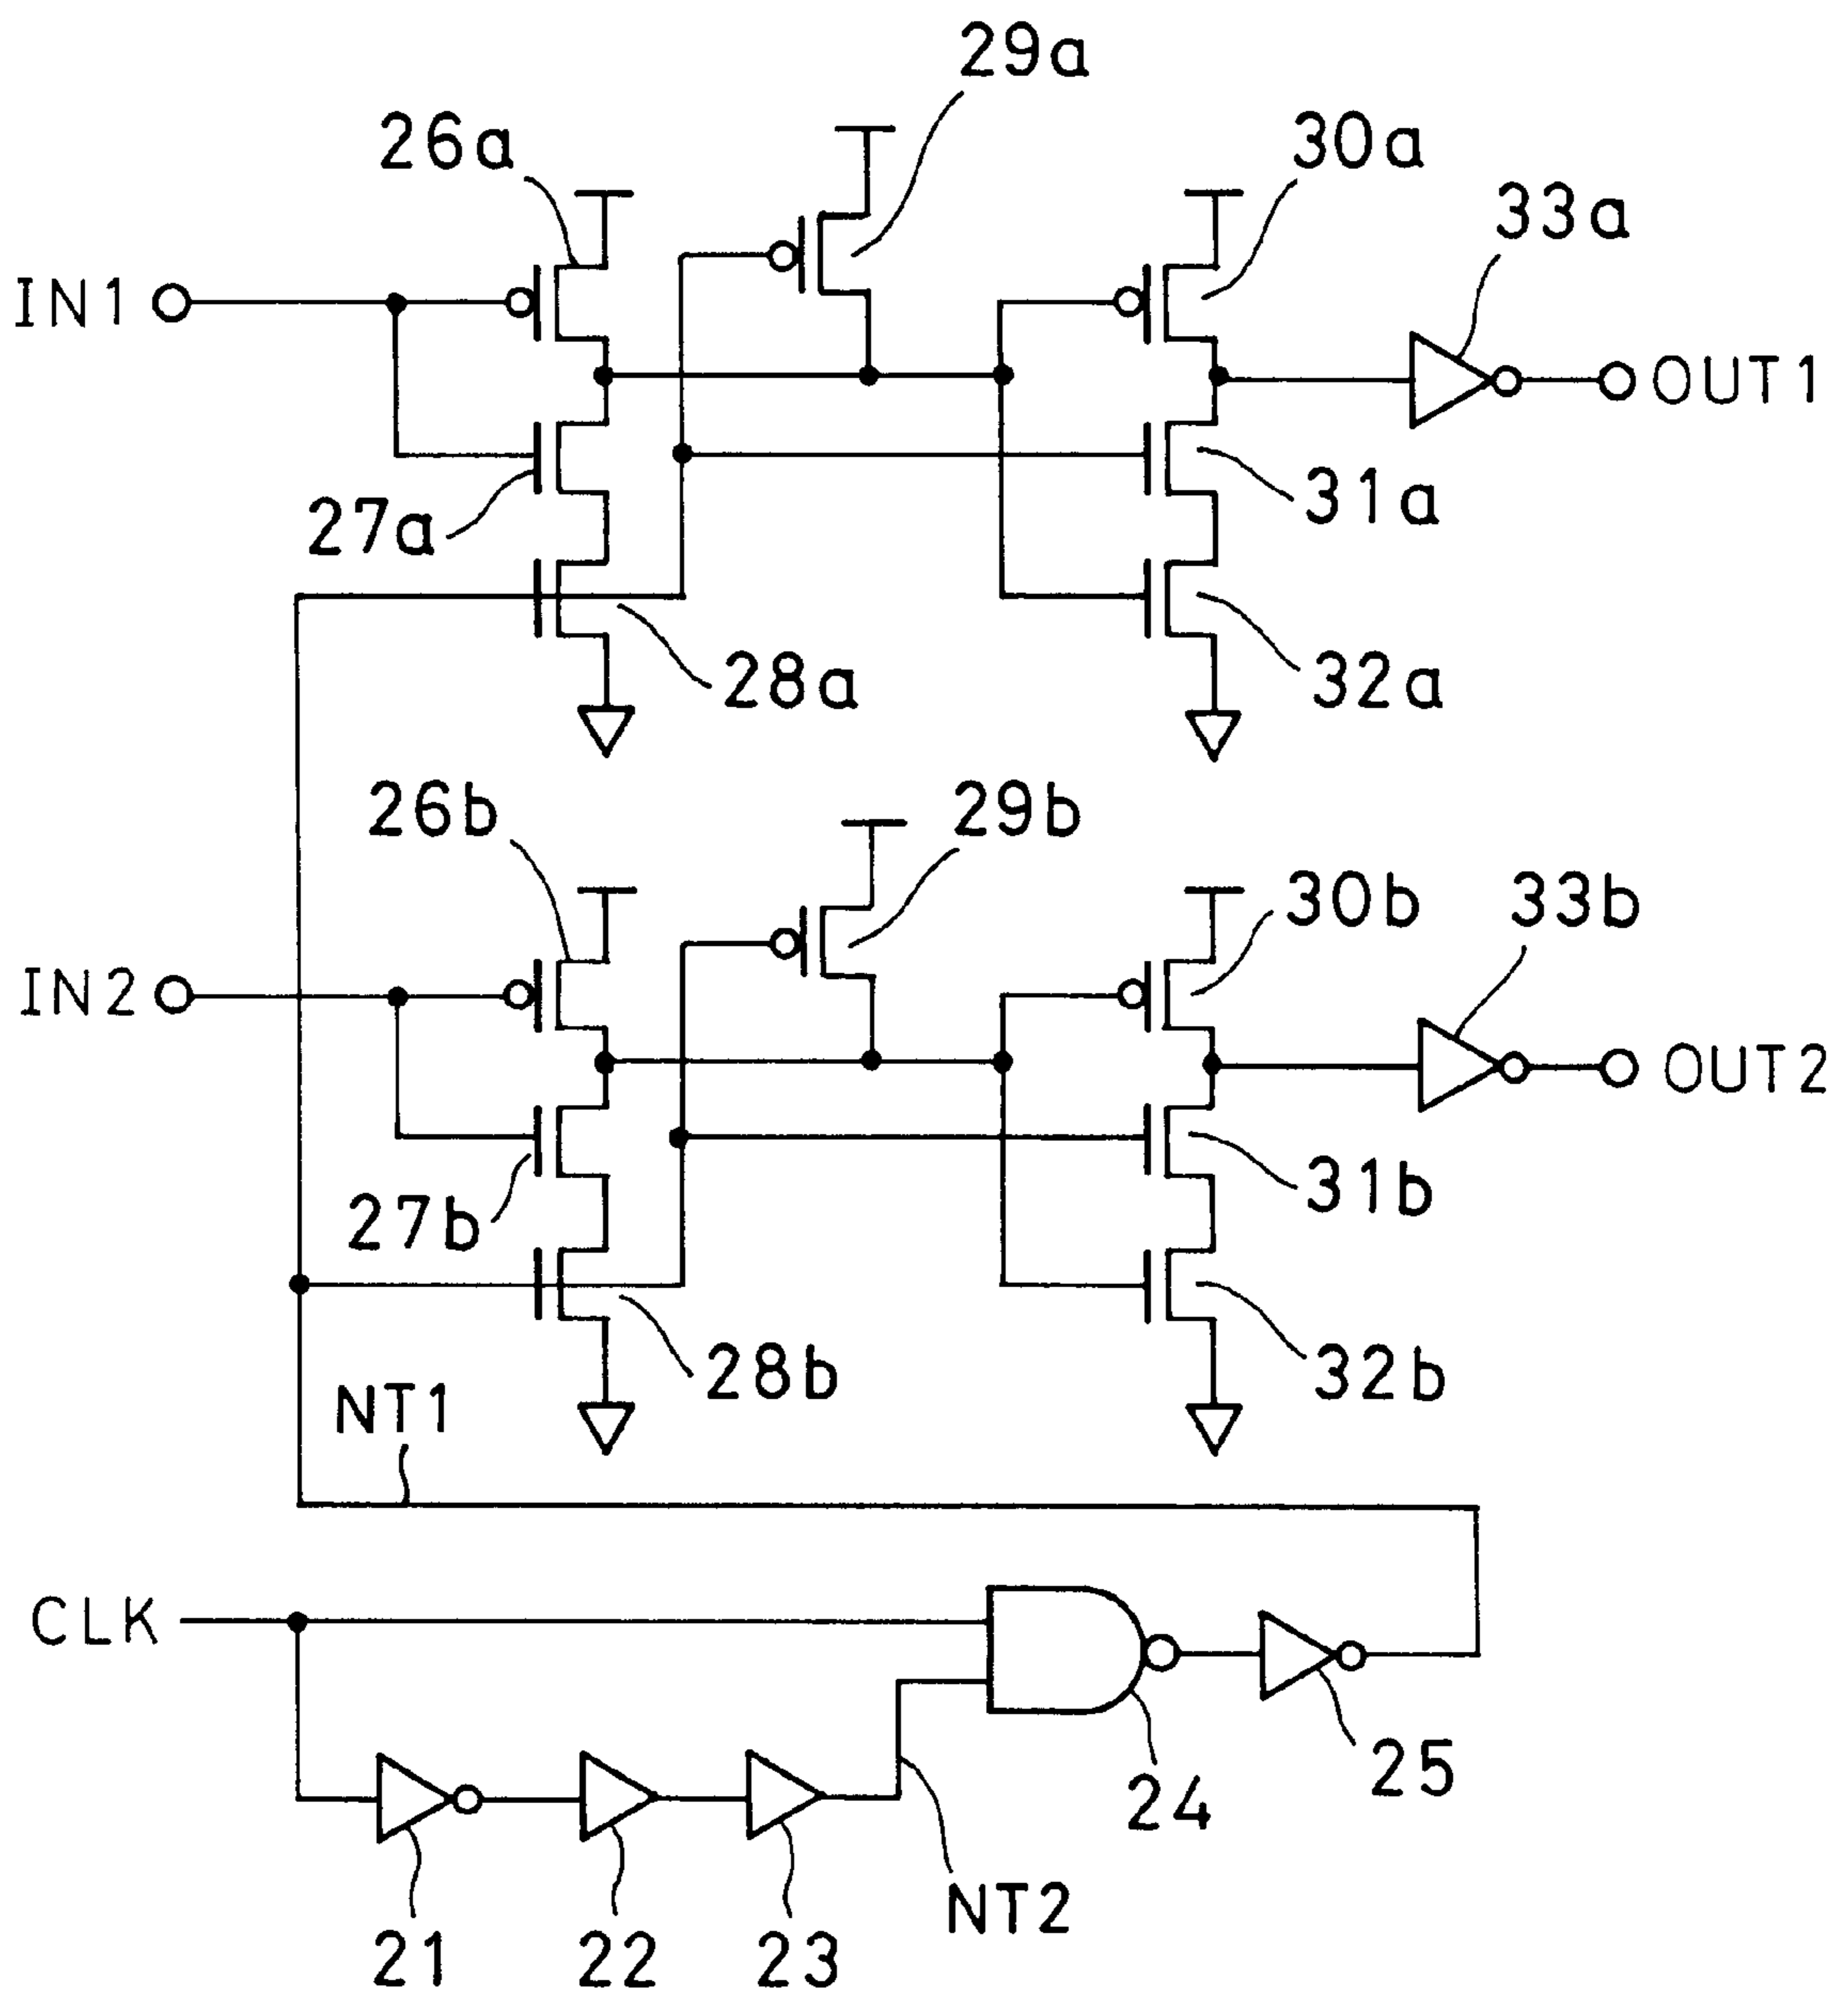 29a
26a
30a
33a
IN1
OUT1
27a
31a
28a
32a
26b
29b
30b
33b
IN2
OUT2
27b
31b
28b
32b
NT1
CLK
25
24
NT2
21
22
23